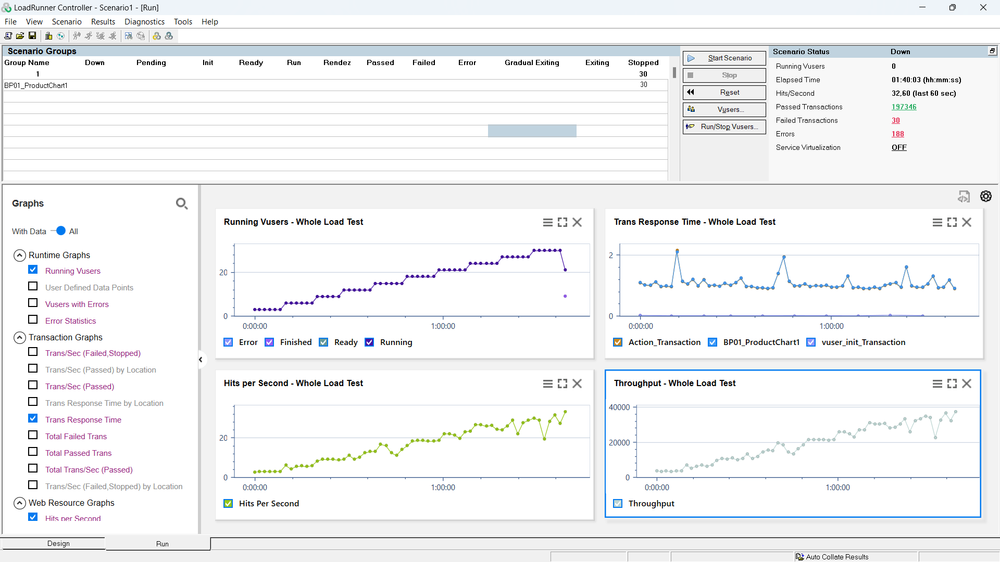 LoadRunner Controller - Scenario1 - [Run]
File View Scenario Results Diagnostics Tools Help
Scenario Groups
Group Name Down Pending Init Ready Run Rendez Passed Failed Error Gradual Exiting Exiting Stopped
1 30
BP01_ProductChart1 30
Start Scenario
Stop
Reset
Vusers...
Run/Stop Vusers...
Scenario Status Down
Running Vusers 0
Elapsed Time 01:40:03 (hh:mm:ss)
Hits/Second 32,60 (last 60 sec)
Passed Transactions 197346
Failed Transactions 30
Errors 188
Service Virtualization OFF
Graphs
With Data All
Runtime Graphs
Running Vusers
User Defined Data Points
Vusers with Errors
Error Statistics
Transaction Graphs
Trans/Sec (Failed,Stopped)
Trans/Sec (Passed) by Location
Trans/Sec (Passed)
Trans Response Time by Location
Trans Response Time
Total Failed Trans
Total Passed Trans
Total Trans/Sec (Passed)
Trans/Sec (Failed,Stopped) by Location
Web Resource Graphs
Hits per Second
Running Vusers - Whole Load Test
20
0
0:00:00 1:00:00
Error Finished Ready Running
Trans Response Time - Whole Load Test
2
0
0:00:00 1:00:00
Action_Transaction BP01_ProductChart1 vuser_init_Transaction
Hits per Second - Whole Load Test
20
0
0:00:00 1:00:00
Hits Per Second
Throughput - Whole Load Test
40000
20000
0
0:00:00 1:00:00
Throughput
Design Run
Auto Collate Results